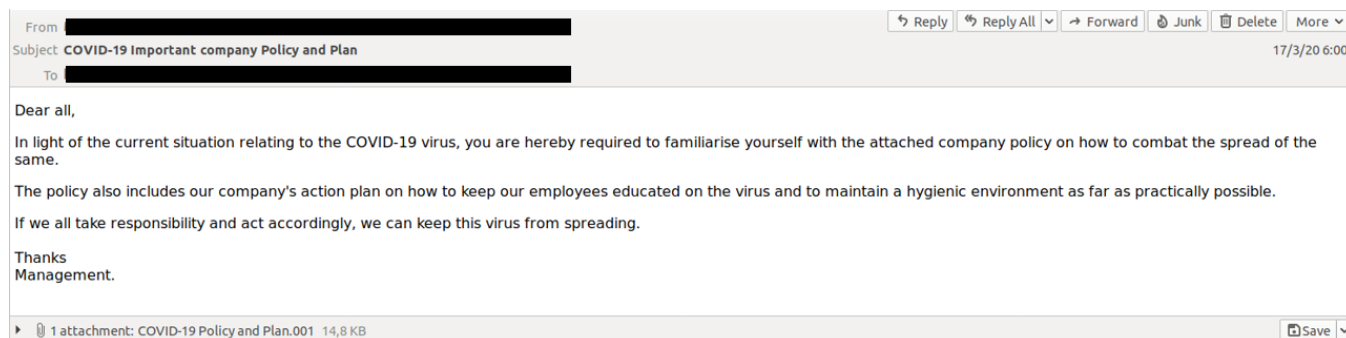 From
Reply Reply All Forward Junk Delete More
Subject COVID-19 Important company Policy and Plan 17/3/20 6:00
To
Dear all,
In light of the current situation relating to the COVID-19 virus, you are hereby required to familiarise yourself with the attached company policy on how to combat the spread of the
same.
The policy also includes our company's action plan on how to keep our employees educated on the virus and to maintain a hygienic environment as far as practically possible.
If we all take responsibility and act accordingly, we can keep this virus from spreading.
Thanks
Management.
1 attachment: COVID-19 Policy and Plan.001 14,8 KB Save